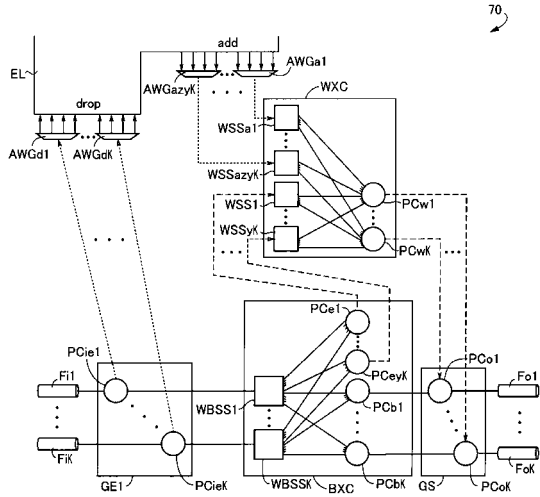 70
add
EL
AWGazyK
AWGa1
WXC
drop
WSSa1
AWGd1
AWGdK
WSSazyK
WSS1
PCw1
WSSyK
PCwK
PCe1
PCie1
PCeyK
PCo1
Fi1
WBSS1
PCb1
Fo1
FiK
FoK
GE1
PCieK
WBSSK
BXC
PCbK
GS
PCoK